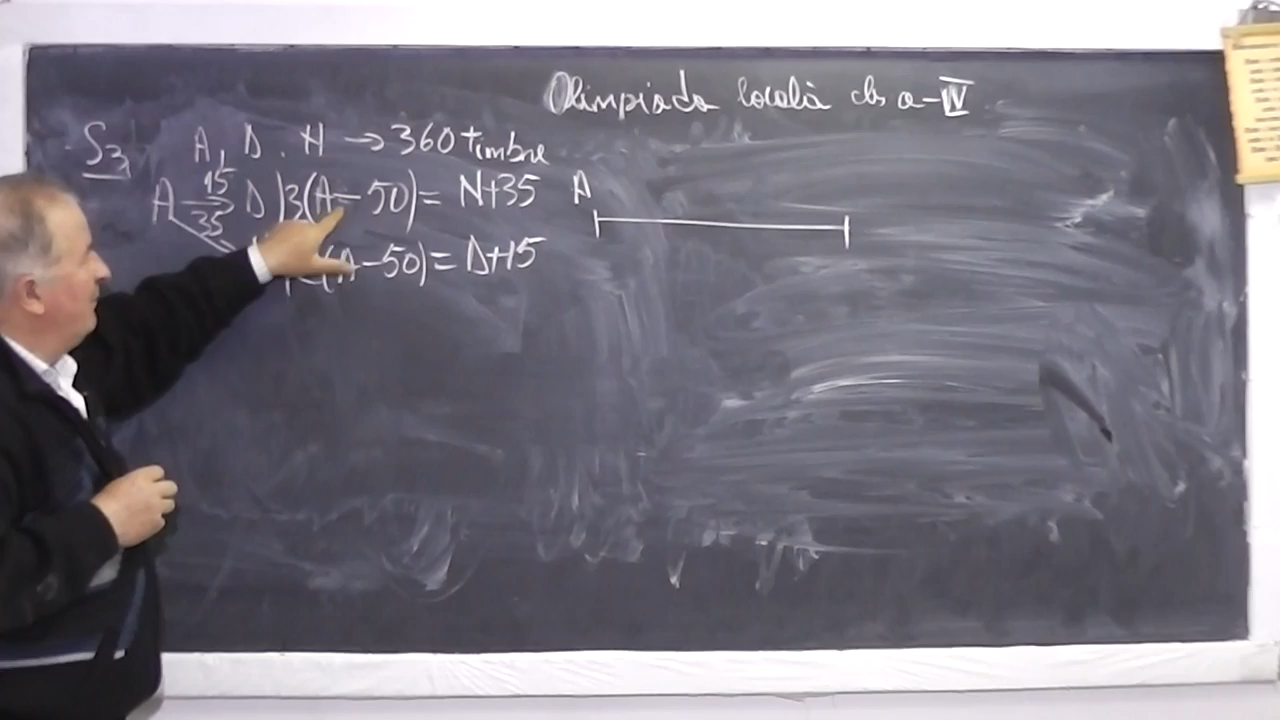 Olimpiada locală cls a-IV
S3 A, D. N → 360 timbre
A 15 D ) 3(A-50) = N+35 A
35
(A-50) = D+15